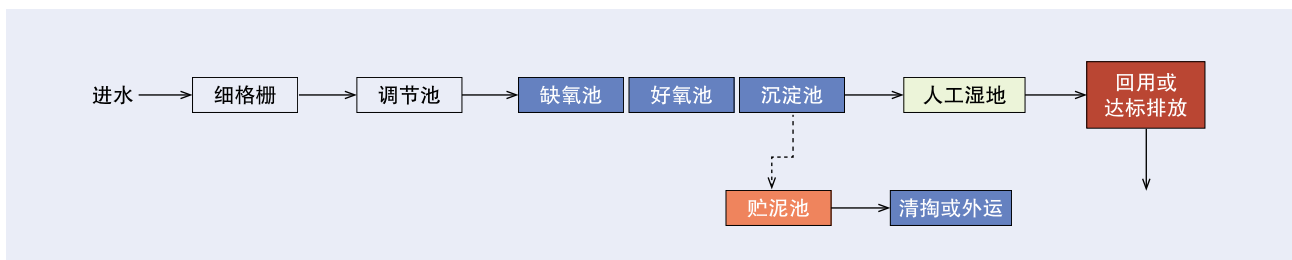 进水
细格栅
调节池
缺氧池
好氧池
沉淀池
人工湿地
回用或
达标排放
贮泥池
清掏或外运